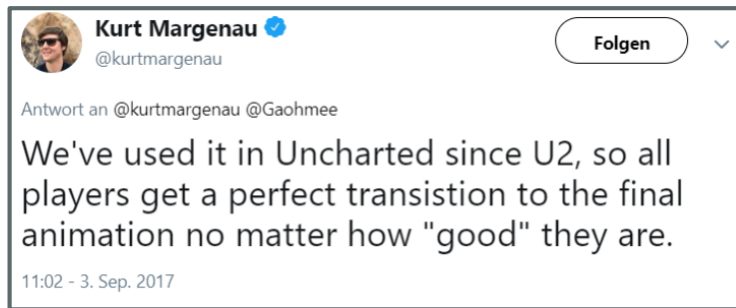 Kurt Margenau
@kurtmargenau
Folgen
Antwort an @kurtmargenau @Gaohmee
We've used it in Uncharted since U2, so all
players get a perfect transistion to the final
animation no matter how "good" they are.
11:02 - 3. Sep. 2017